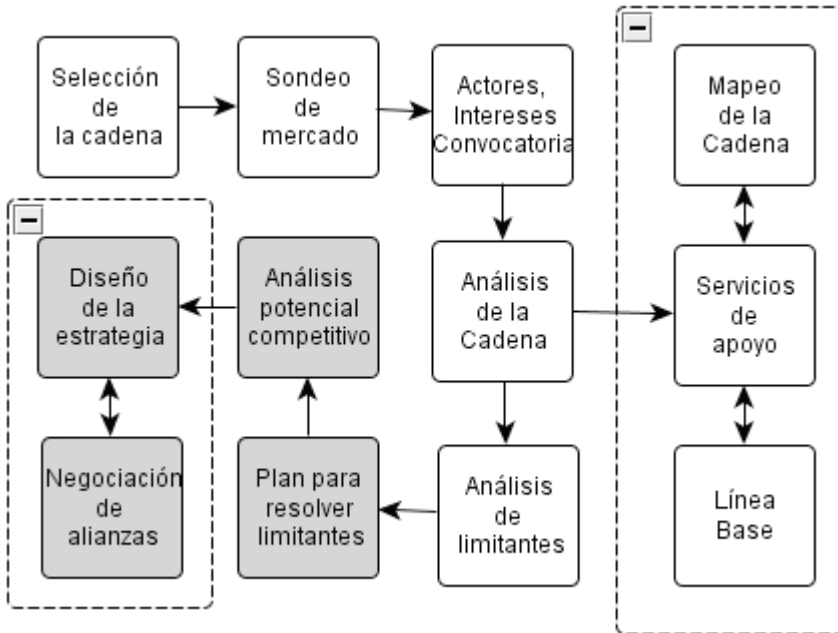 Selección
de
la cadena
Sondeo
de
mercado
Actores,
Intereses
Convocatoria
Mapeo
de la
Cadena
Diseño
de la
estrategia
Análisis
potencial
competitivo
Análisis
de la
Cadena
Servicios
de
apoyo
Negociación
de
alianzas
Plan para
resolver
limitantes
Análisis
de
limitantes
Línea
Base